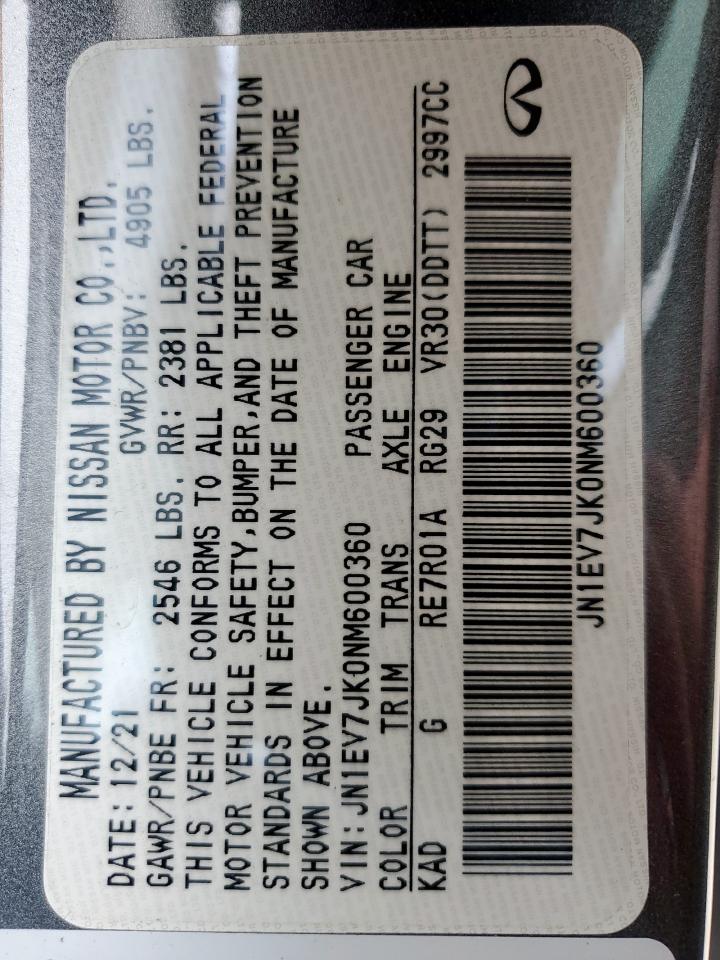 MANUFACTURED BY NISSAN MOTOR CO.,LTD.
DATE: 12/21 GVWR/PNBV: 4905 LBS.
GAWR/PNBE FR: 2546 LBS. RR: 2381 LBS.
THIS VEHICLE CONFORMS TO ALL APPLICABLE FEDERAL
MOTOR VEHICLE SAFETY,BUMPER,AND THEFT PREVENTION
STANDARDS IN EFFECT ON THE DATE OF MANUFACTURE
SHOWN ABOVE.
VIN: JN1EV7JK0NM600360 PASSENGER CAR
COLOR TRIM TRANS AXLE ENGINE
KAD G RE7R01A RG29 VR30(DDTT) 2997CC
JN1EV7JK0NM600360